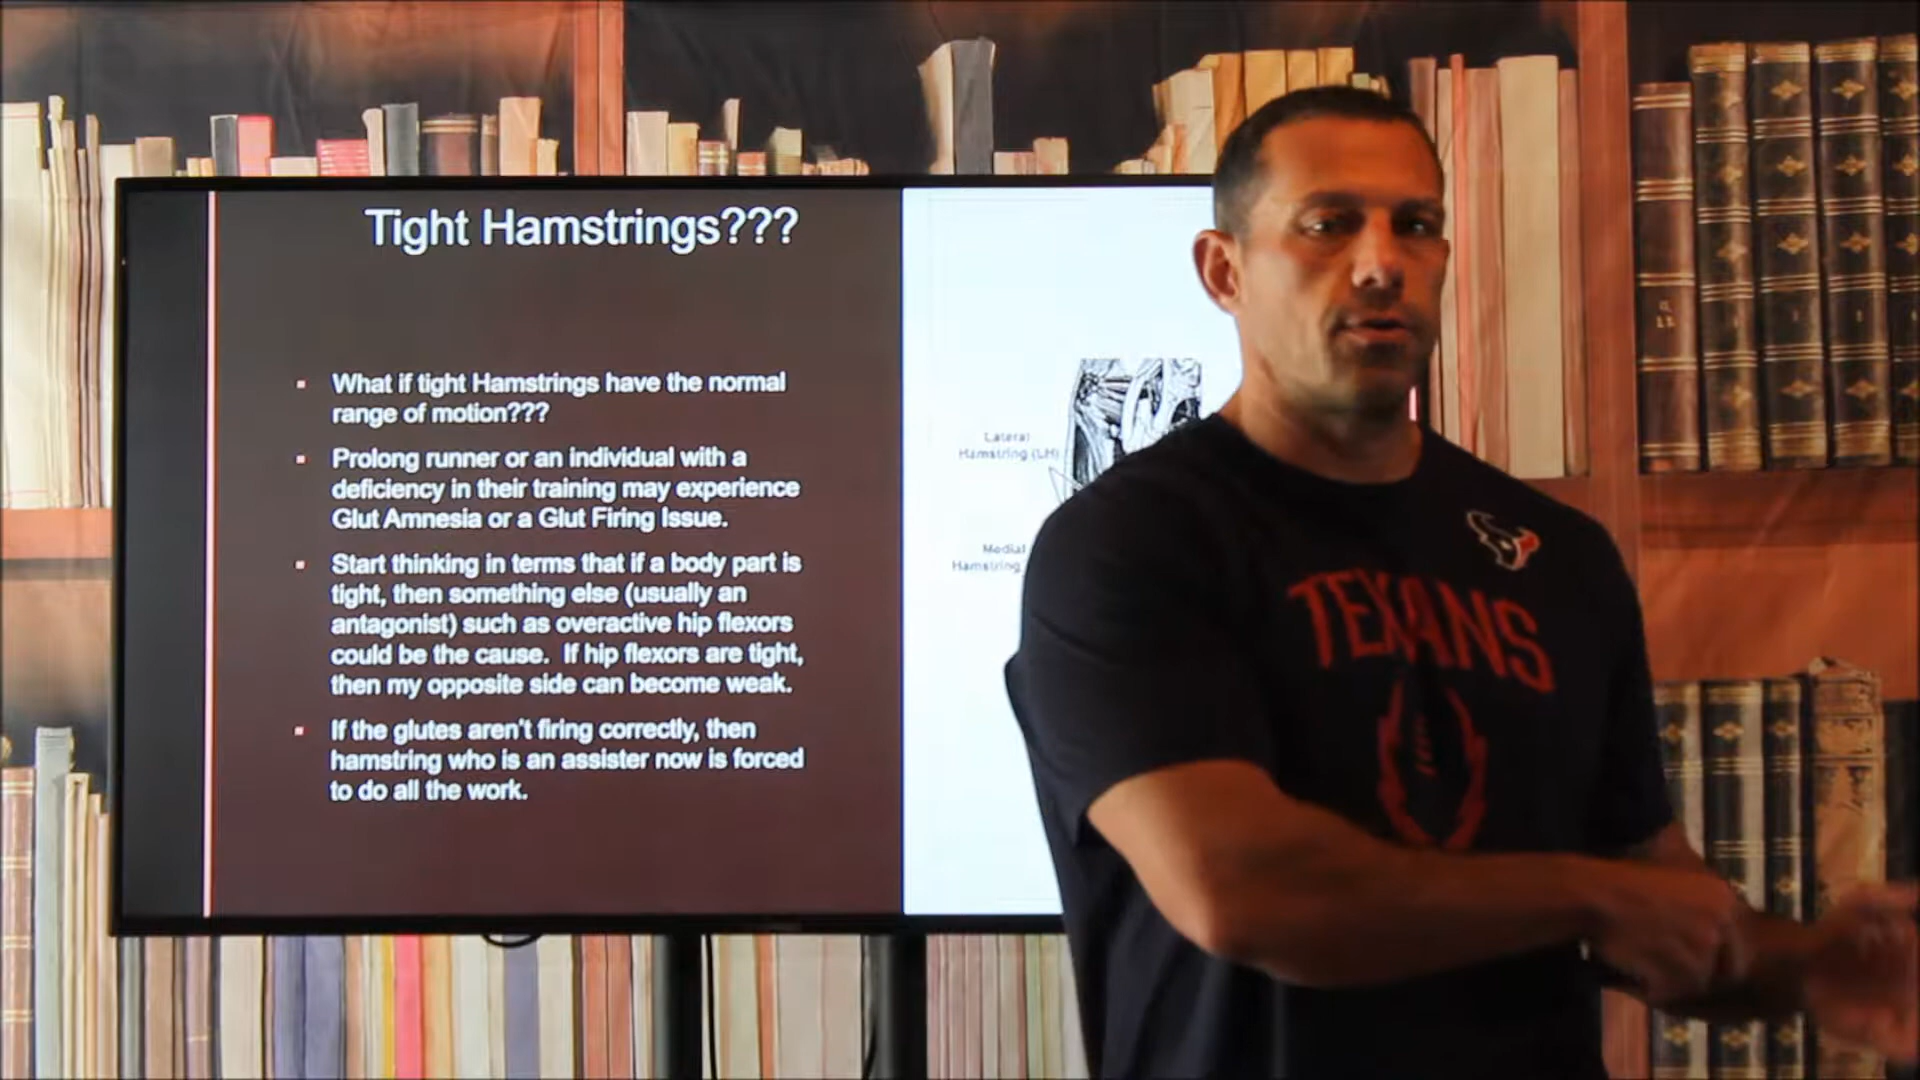 Tight Hamstrings???
What if tight Hamstrings have the normal
range of motion???
Prolong runner or an individual with a
deficiency in their training may experience
Glut Amnesia or a Glut Firing Issue.
Start thinking in terms that if a body part is
tight, then something else (usually an
antagonist) such as overactive hip flexors
could be the cause. If hip flexors are tight,
then my opposite side can become weak.
If the glutes aren't firing correctly, then
hamstring who is an assister now is forced
to do all the work.
Lateral
Hamstring (LH)
Medial
Hamstring
TEXANS